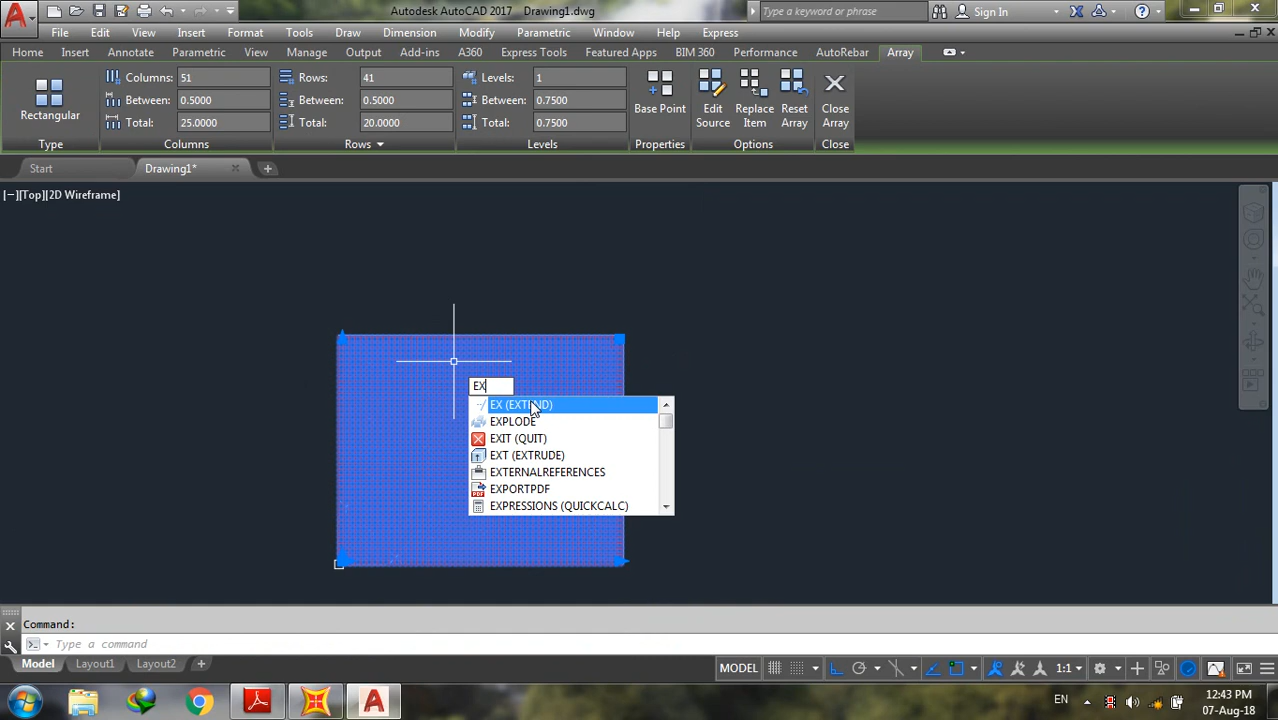 Autodesk AutoCAD 2017 Drawing1.dwg
Type a keyword or phrase
Sign In
File Edit View Insert Format Tools Draw Dimension Modify Parametric Window Help Express
Home Insert Annotate Parametric View Manage Output Add-ins A360 Express Tools Featured Apps BIM 360 Performance AutoRebar Array
Columns: 51 Rows: 41 Levels: 1
Between: 0.5000 Between: 0.5000 Between: 0.7500
Total: 25.0000 Total: 20.0000 Total: 0.7500
Rectangular
Base Point
Edit Source
Replace Item
Reset Array
Close Array
Type Columns Rows Levels Properties Options Close
Start Drawing1*
[−][Top][2D Wireframe]
EX
EX (EXTEND)
EXPLODE
EXIT (QUIT)
EXT (EXTRUDE)
EXTERNALREFERENCES
EXPORTPDF
EXPRESSIONS (QUICKCALC)
Command:
Type a command
Model Layout1 Layout2
MODEL
1:1
EN
12:43 PM
07-Aug-18